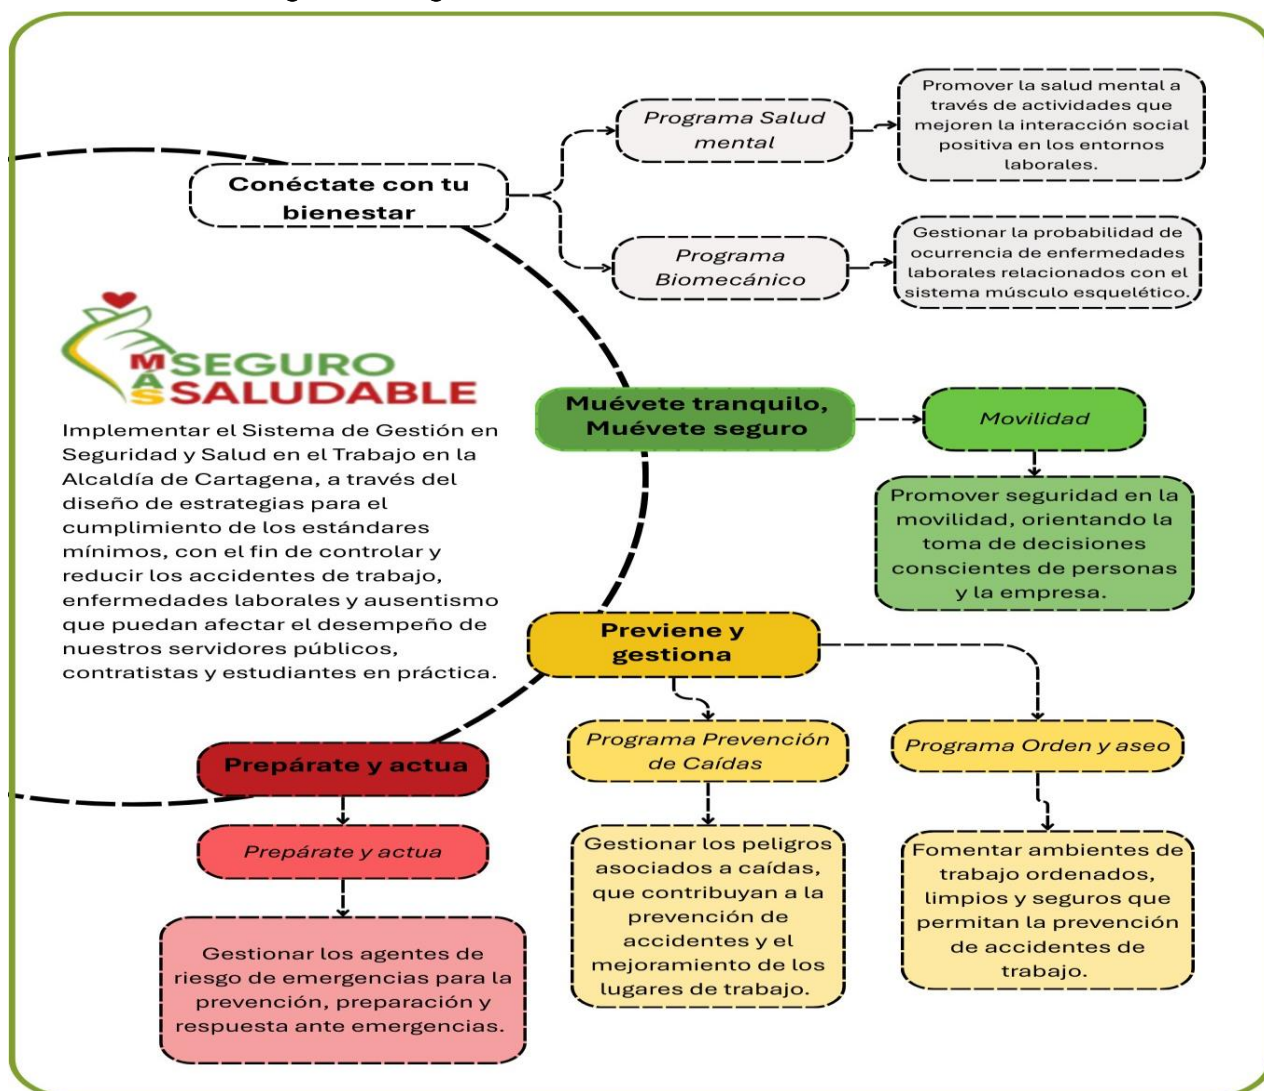 Conéctate con tu
bienestar
Programa Salud
mental
Promover la salud mental a
través de actividades que
mejoren la interacción social
positiva en los entornos
laborales.
Programa
Biomecánico
Gestionar la probabilidad de
ocurrencia de enfermedades
laborales relacionados con el
sistema músculo esquelético.
MÁS
SEGURO
SALUDABLE
Implementar el Sistema de Gestión en
Seguridad y Salud en el Trabajo en la
Alcaldía de Cartagena, a través del
diseño de estrategias para el
cumplimiento de los estándares
mínimos, con el fin de controlar y
reducir los accidentes de trabajo,
enfermedades laborales y ausentismo
que puedan afectar el desempeño de
nuestros servidores públicos,
contratistas y estudiantes en práctica.
Muévete tranquilo,
Muévete seguro
Movilidad
Promover seguridad en la
movilidad, orientando la
toma de decisiones
conscientes de personas
y la empresa.
Previene y
gestiona
Programa Prevención
de Caídas
Gestionar los peligros
asociados a caídas,
que contribuyan a la
prevención de
accidentes y el
mejoramiento de los
lugares de trabajo.
Programa Orden y aseo
Fomentar ambientes de
trabajo ordenados,
limpios y seguros que
permitan la prevención
de accidentes de
trabajo.
Prepárate y actua
Prepárate y actua
Gestionar los agentes de
riesgo de emergencias para la
prevención, preparación y
respuesta ante emergencias.